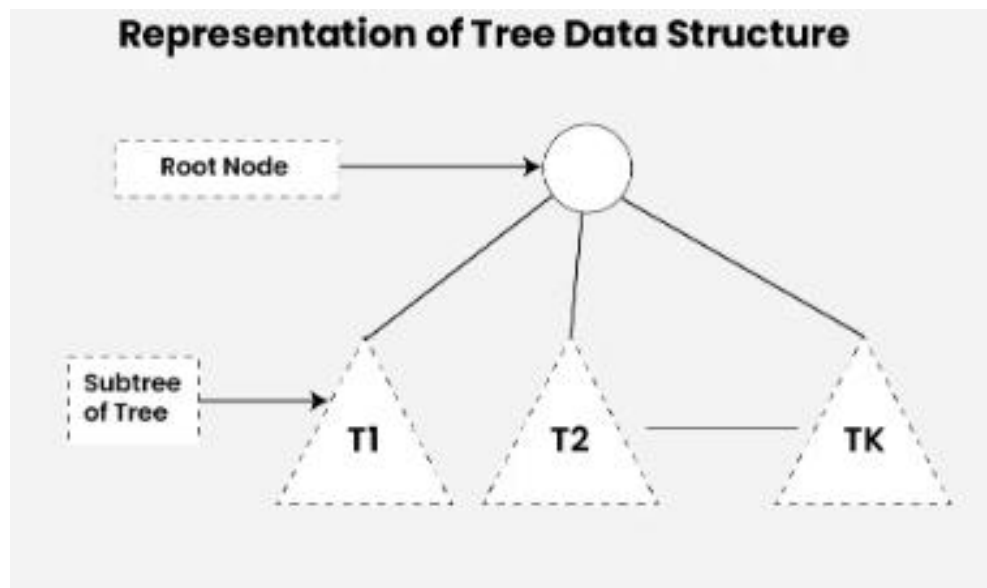 Representation of Tree Data Structure
Root Node
Subtree
of Tree
T1
T2
TK